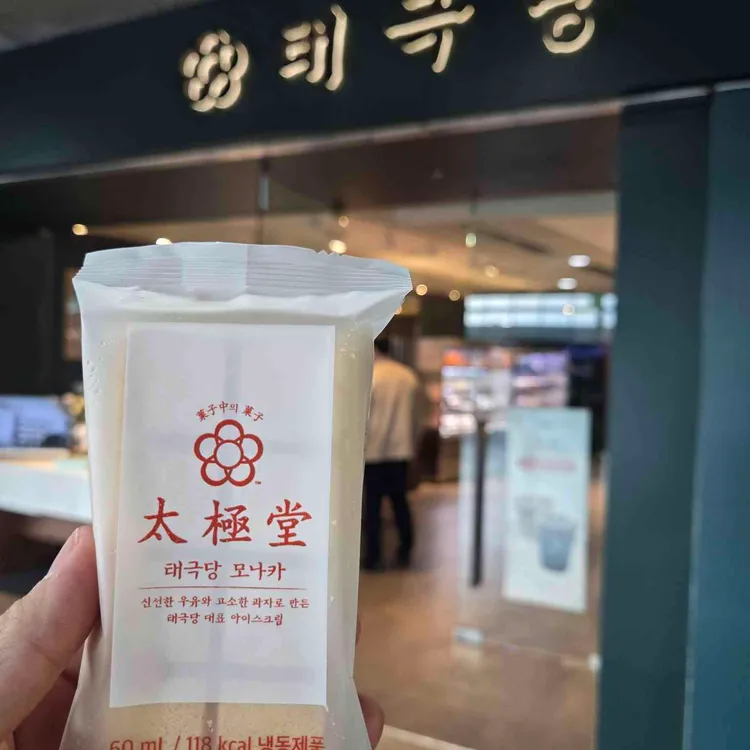 태극당
菓子中의 菓子
太極堂
태극당 모나카
신선한 우유와 고소한 과자로 만든
태극당 대표 아이스크림
60 mL / 118 kcal 냉동제품